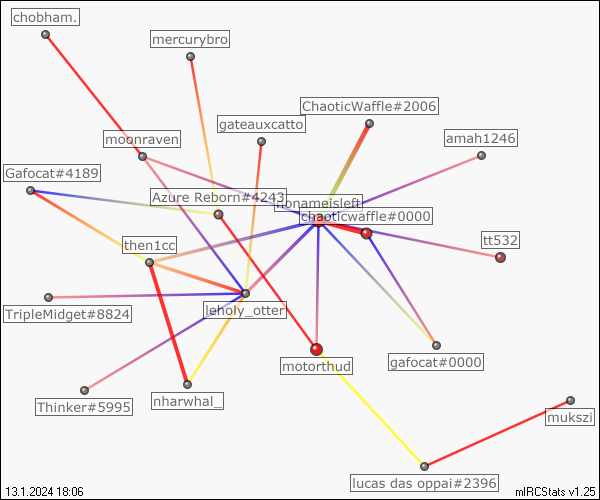 chobham.
mercurybro
ChaoticWaffle#2006
gateauxcatto
amah1246
moonraven
Gafocat#4189
Azure Reborn#4243
nonameisleft
chaoticwaffle#0000
then1cc
tt532
TripleMidget#8824
leholy_otter
motorthud
gafocat#0000
Thinker#5995
nharwhal_
mukszi
lucas das oppai#2396
13.1.2024 18:06
mIRCStats v1.25